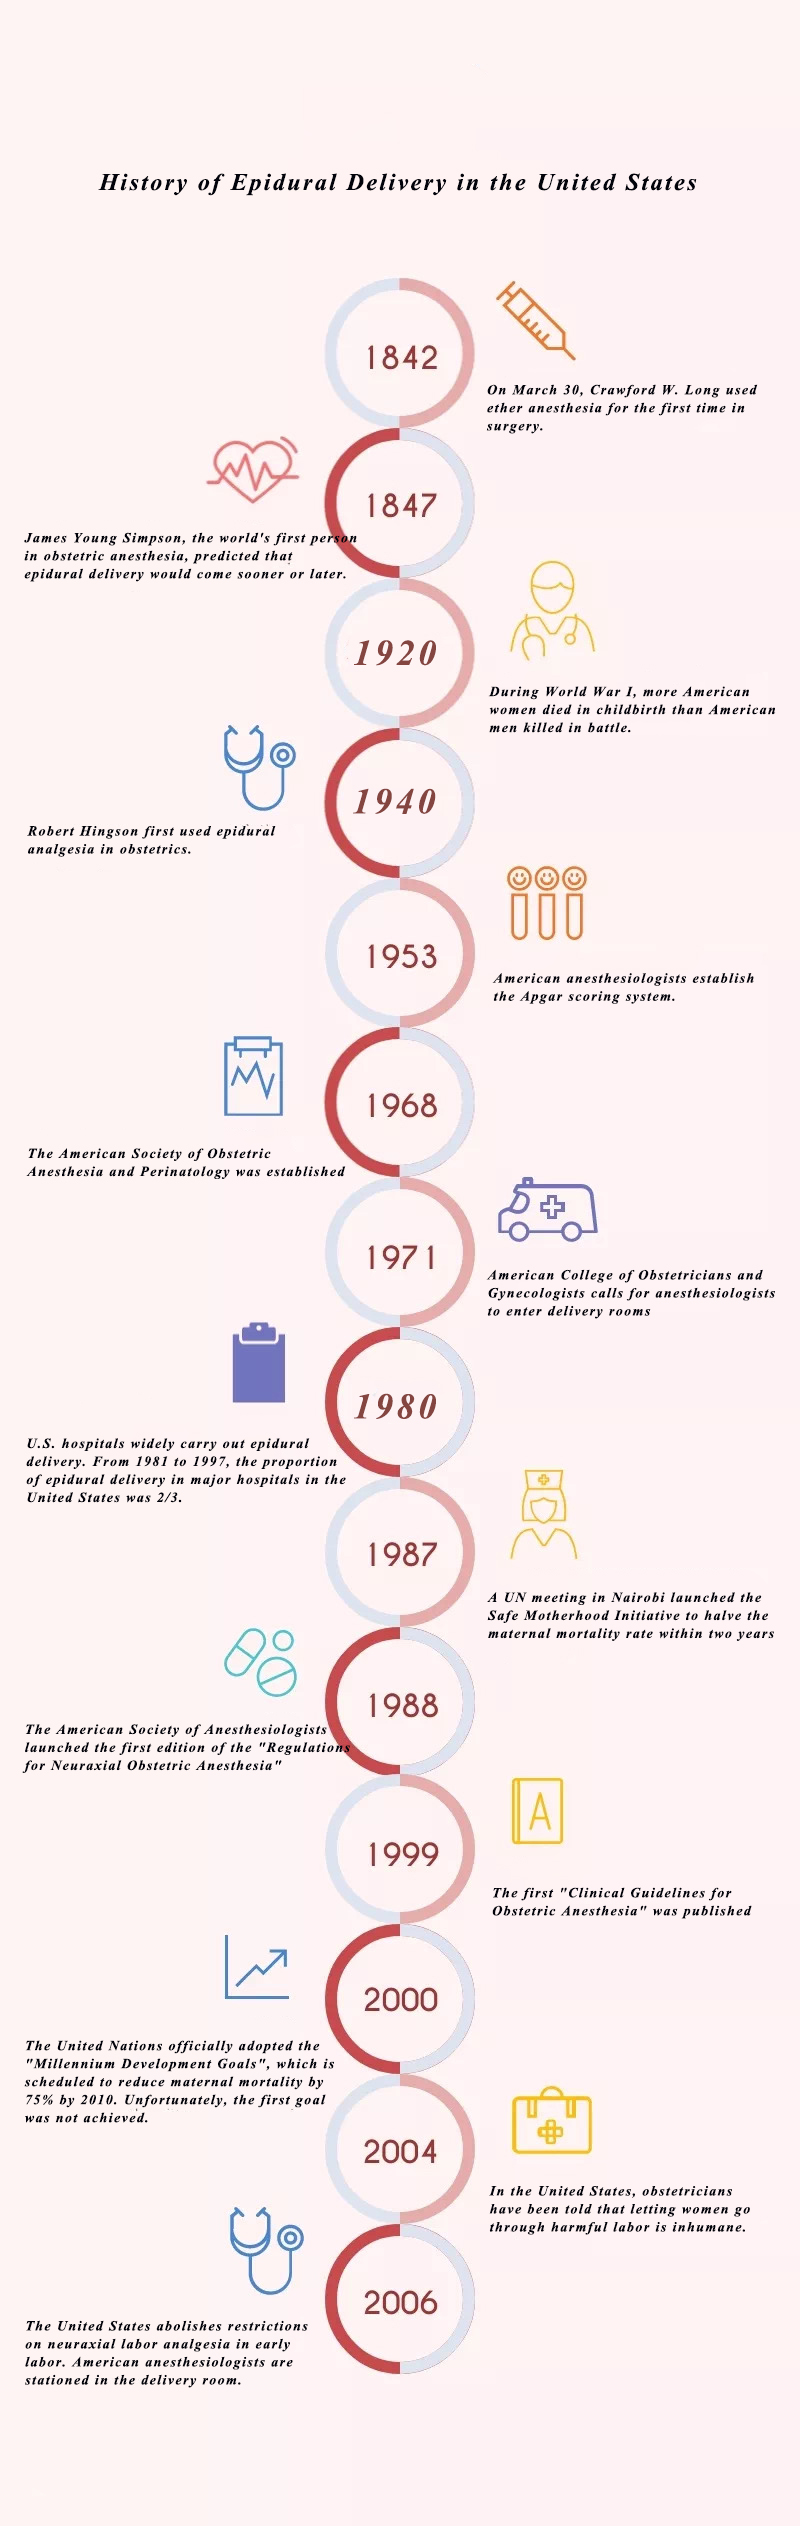 History of Epidural Delivery in the United States
1842
On March 30, Crawford W. Long used
ether anesthesia for the first time in
surgery.
1847
James Young Simpson, the world's first person
in obstetric anesthesia, predicted that
epidural delivery would come sooner or later.
1920
During World War I, more American
women died in childbirth than American
men killed in battle.
1940
Robert Hingson first used epidural
analgesia in obstetrics.
1953
American anesthesiologists establish
the Apgar scoring system.
1968
The American Society of Obstetric
Anesthesia and Perinatology was established
1971
American College of Obstetricians and
Gynecologists calls for anesthesiologists
to enter delivery rooms
1980
U.S. hospitals widely carry out epidural
delivery. From 1981 to 1997, the proportion
of epidural delivery in major hospitals in the
United States was 2/3.
1987
A UN meeting in Nairobi launched the
Safe Motherhood Initiative to halve the
maternal mortality rate within two years
1988
The American Society of Anesthesiologists
launched the first edition of the "Regulations
for Neuraxial Obstetric Anesthesia"
1999
A
The first "Clinical Guidelines for
Obstetric Anesthesia" was published
2000
The United Nations officially adopted the
"Millennium Development Goals", which is
scheduled to reduce maternal mortality by
75% by 2010. Unfortunately, the first goal
was not achieved.
2004
In the United States, obstetricians
have been told that letting women go
through harmful labor is inhumane.
2006
The United States abolishes restrictions
on neuraxial labor analgesia in early
labor. American anesthesiologists are
stationed in the delivery room.